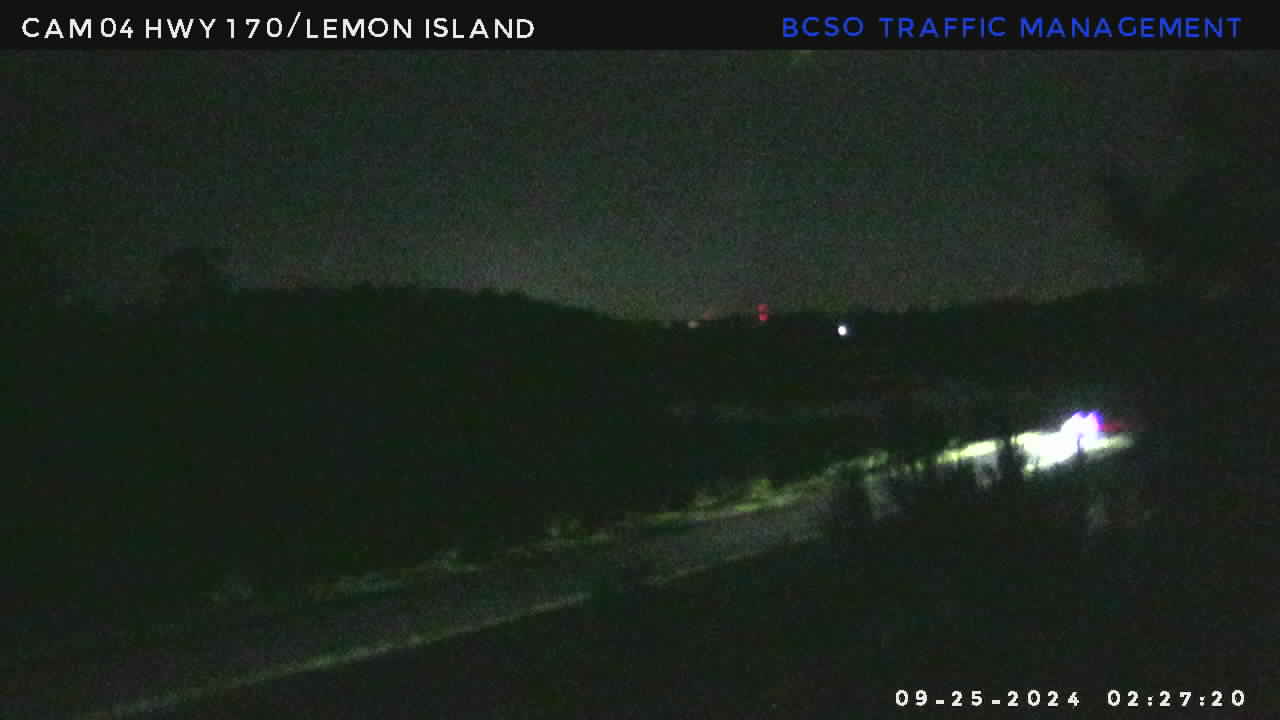 CAM04 HWY 170/LEMON ISLAND
BCSO TRAFFIC MANAGEMENT
09-25-2024 02:27:20